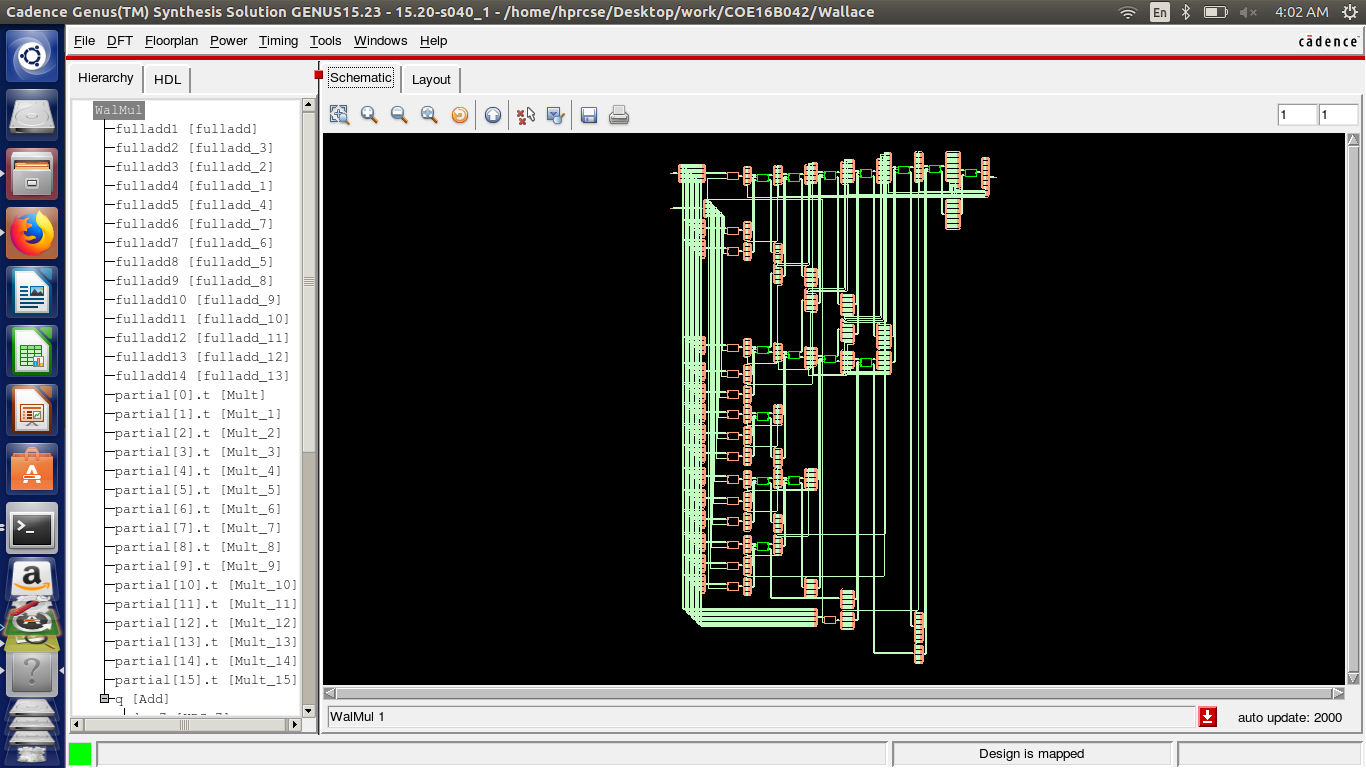 Cadence Genus(TM) Synthesis Solution GENUS15.23 - 15.20-s040_1 - /home/hprcse/Desktop/work/COE16B042/Wallace
En
4:02 AM
File DFT Floorplan Power Timing Tools Windows Help
cādence
Hierarchy HDL
Schematic Layout
1 1
WalMul
fulladd1 [fulladd]
fulladd2 [fulladd_3]
fulladd3 [fulladd_2]
fulladd4 [fulladd_1]
fulladd5 [fulladd_4]
fulladd6 [fulladd_7]
fulladd7 [fulladd_6]
fulladd8 [fulladd_5]
fulladd9 [fulladd_8]
fulladd10 [fulladd_9]
fulladd11 [fulladd_10]
fulladd12 [fulladd_11]
fulladd13 [fulladd_12]
fulladd14 [fulladd_13]
partial[0].t [Mult]
partial[1].t [Mult_1]
partial[2].t [Mult_2]
partial[3].t [Mult_3]
partial[4].t [Mult_4]
partial[5].t [Mult_5]
partial[6].t [Mult_6]
partial[7].t [Mult_7]
partial[8].t [Mult_8]
partial[9].t [Mult_9]
partial[10].t [Mult_10]
partial[11].t [Mult_11]
partial[12].t [Mult_12]
partial[13].t [Mult_13]
partial[14].t [Mult_14]
partial[15].t [Mult_15]
q [Add]
WalMul 1
auto update: 2000
Design is mapped